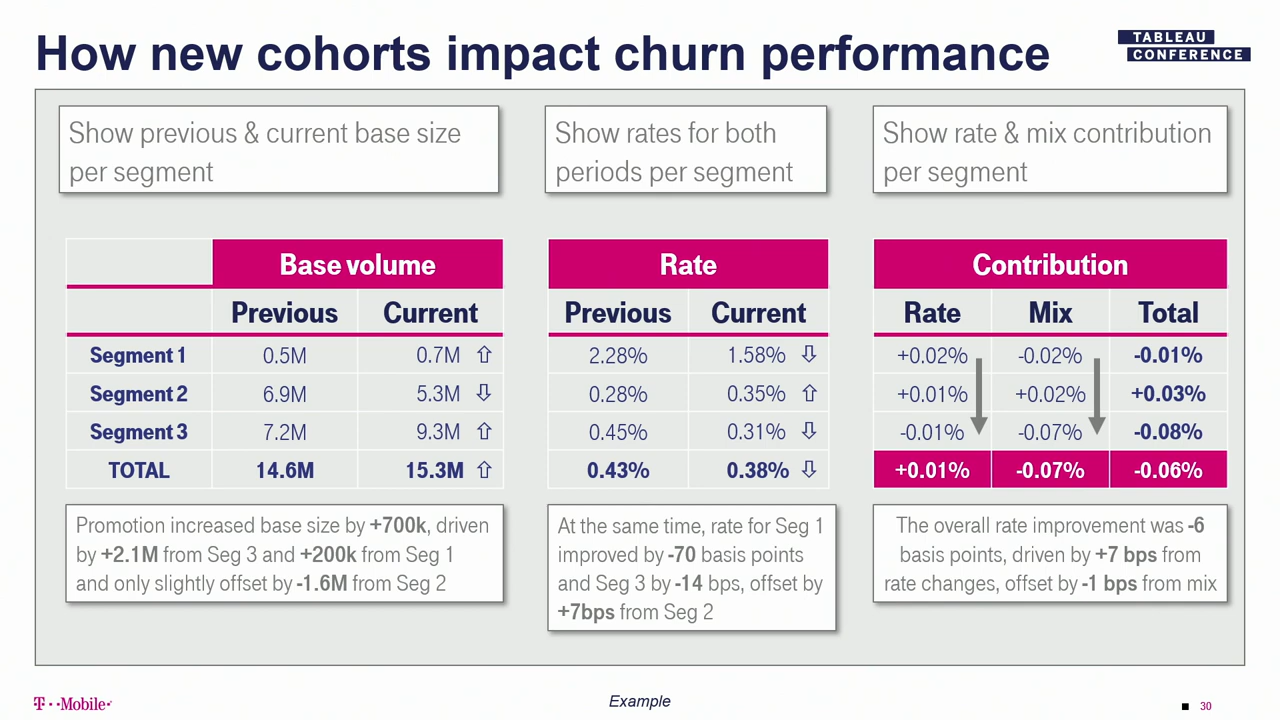 How new cohorts impact churn performance
TABLEAU
CONFERENCE
Show previous & current base size
per segment
Show rates for both
periods per segment
Show rate & mix contribution
per segment
Base volume
Previous Current
Segment 1 0.5M 0.7M ⇧
Segment 2 6.9M 5.3M ⇩
Segment 3 7.2M 9.3M ⇧
TOTAL 14.6M 15.3M ⇧
Rate
Previous Current
2.28% 1.58% ⇩
0.28% 0.35% ⇧
0.45% 0.31% ⇩
0.43% 0.38% ⇩
Contribution
Rate Mix Total
+0.02% -0.02% -0.01%
+0.01% +0.02% +0.03%
-0.01% -0.07% -0.08%
+0.01% -0.07% -0.06%
Promotion increased base size by +700k, driven
by +2.1M from Seg 3 and +200k from Seg 1
and only slightly offset by -1.6M from Seg 2
At the same time, rate for Seg 1
improved by -70 basis points
and Seg 3 by -14 bps, offset by
+7bps from Seg 2
The overall rate improvement was -6
basis points, driven by +7 bps from
rate changes, offset by -1 bps from mix
T··Mobile·
Example
30